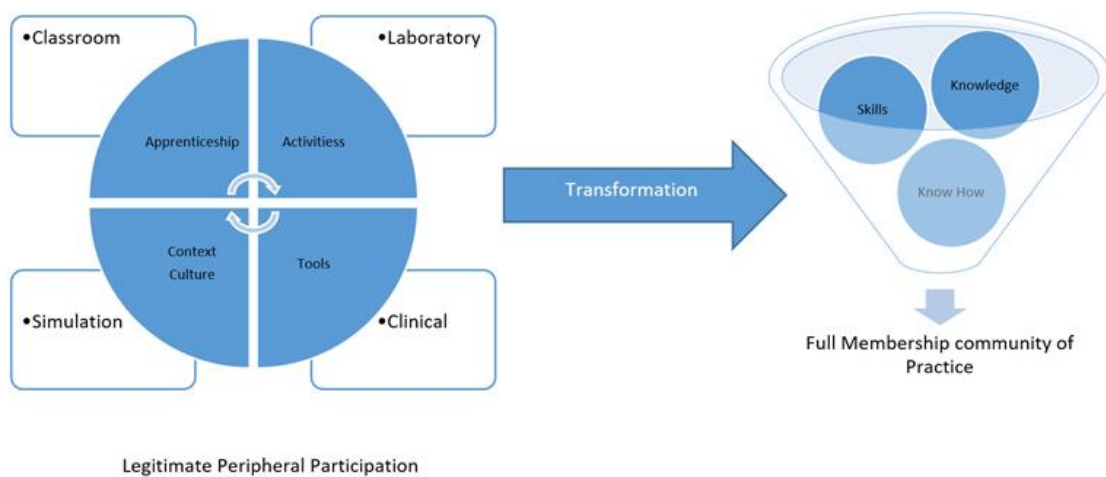 •Classroom
•Laboratory
Apprenticeship
Activitiess
Context
Culture
Tools
•Simulation
•Clinical
Legitimate Peripheral Participation
Transformation
Skills
Knowledge
Know How
Full Membership community of
Practice